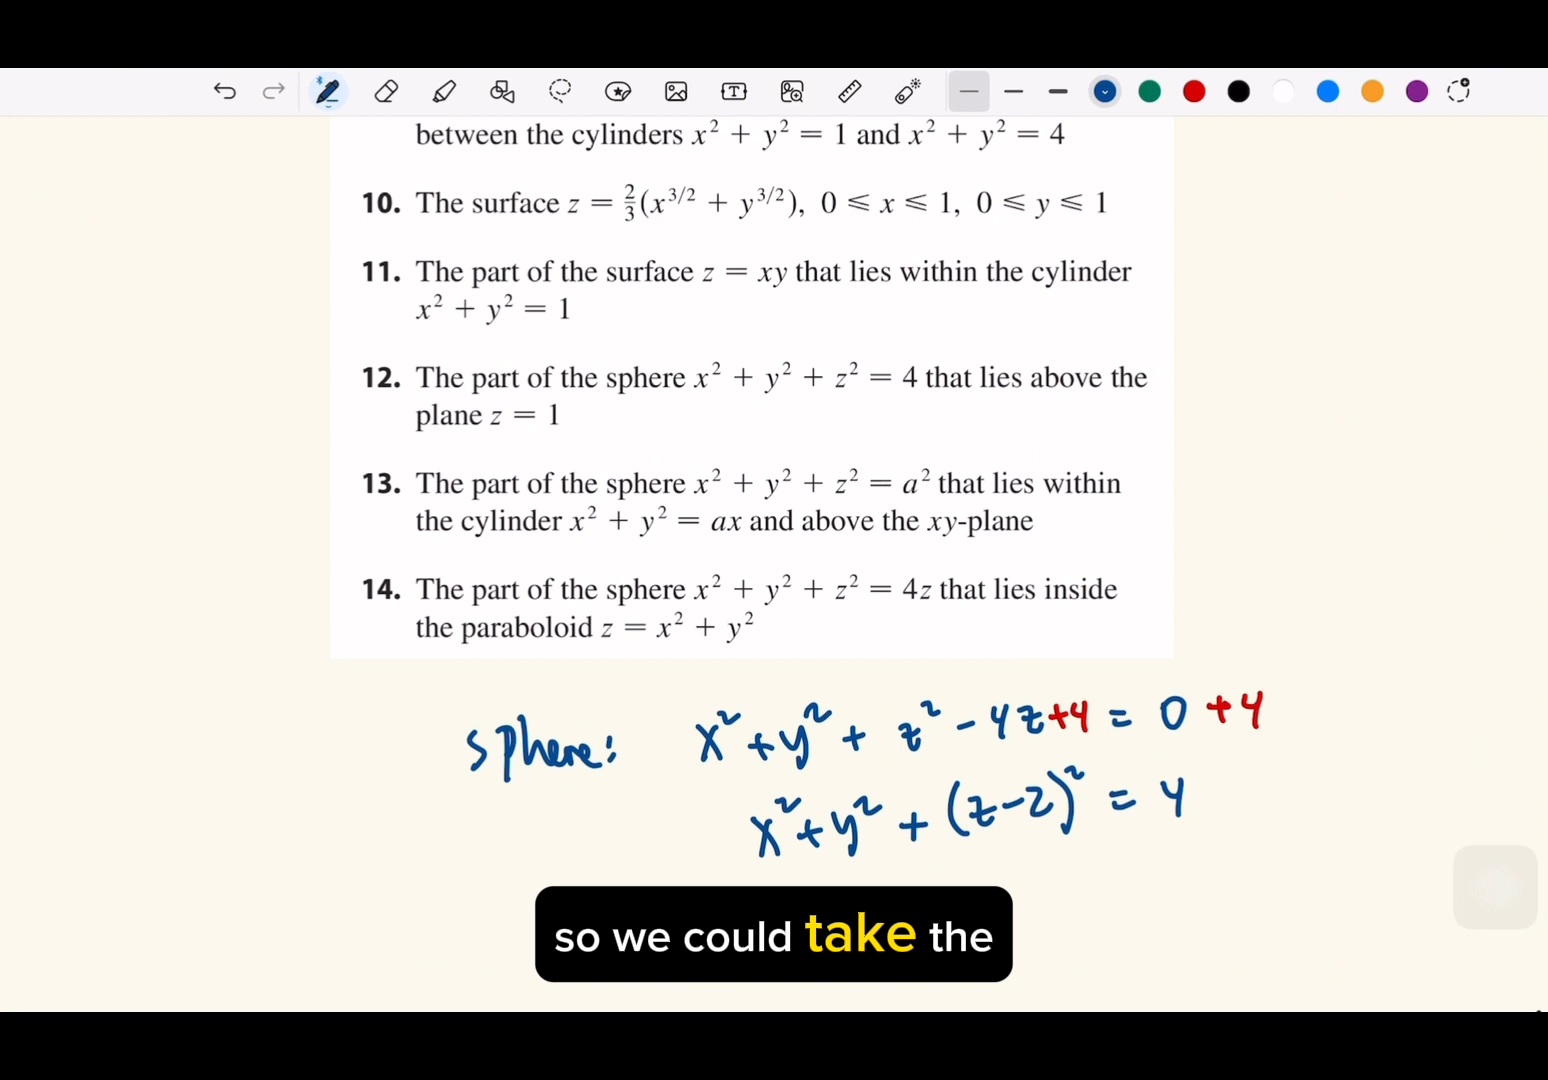 between the cylinders x² + y² = 1 and x² + y² = 4
10. The surface z = 2/3(x^3/2 + y^3/2), 0 ⩽ x ⩽ 1, 0 ⩽ y ⩽ 1
11. The part of the surface z = xy that lies within the cylinder
x² + y² = 1
12. The part of the sphere x² + y² + z² = 4 that lies above the
plane z = 1
13. The part of the sphere x² + y² + z² = a² that lies within
the cylinder x² + y² = ax and above the xy-plane
14. The part of the sphere x² + y² + z² = 4z that lies inside
the paraboloid z = x² + y²
sphere: x² + y² + z² - 4z + 4 = 0 + 4
x² + y² + (z - 2)² = 4
so we could take the